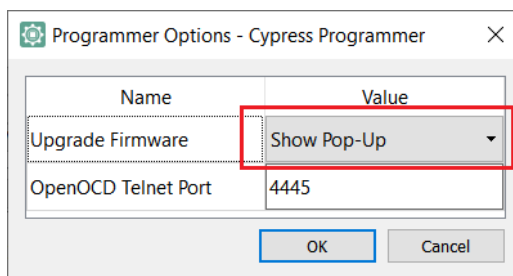 Programmer Options - Cypress Programmer
Name Value
Upgrade Firmware Show Pop-Up
OpenOCD Telnet Port 4445
OK Cancel